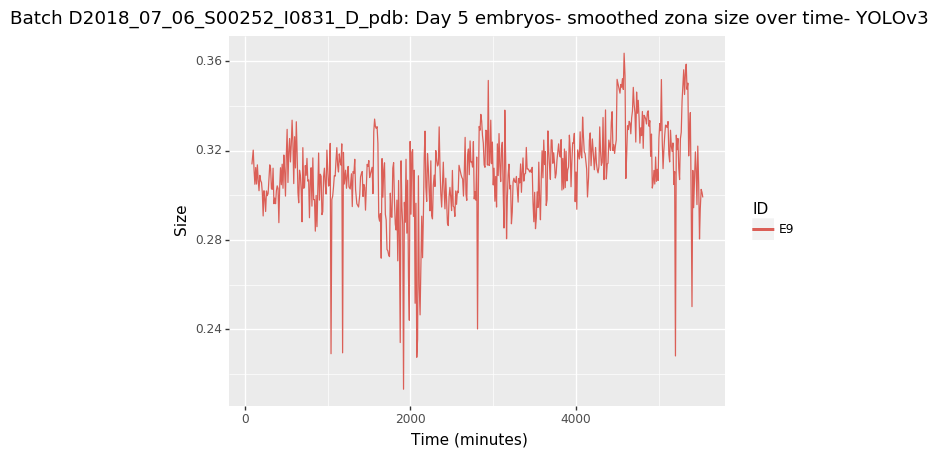 Batch D2018_07_06_S00252_I0831_D_pdb: Day 5 embryos- smoothed zona size over time- YOLOv3
0.36
0.32
0.28
0.24
Size
0
2000
4000
Time (minutes)
ID
E9